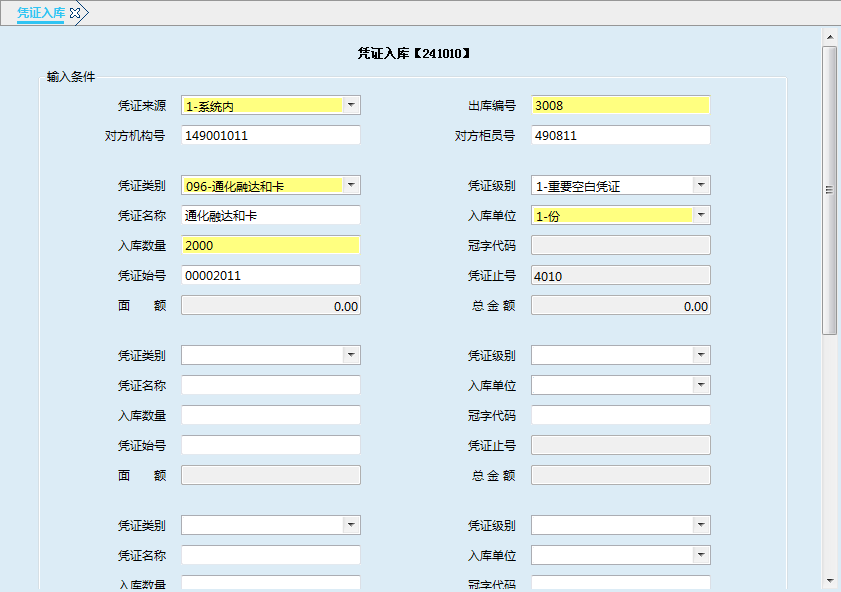 凭证入库
凭证入库【241010】
输入条件
凭证来源 1-系统内 出库编号 3008
对方机构号 149001011 对方柜员号 490811
凭证类别 096-通化融达和卡 凭证级别 1-重要空白凭证
凭证名称 通化融达和卡 入库单位 1-份
入库数量 2000 冠字代码
凭证始号 00002011 凭证止号 4010
面 额 0.00 总 金 额 0.00
凭证类别 凭证级别
凭证名称 入库单位
入库数量 冠字代码
凭证始号 凭证止号
面 额 总 金 额
凭证类别 凭证级别
凭证名称 入库单位
入库数量 冠字代码